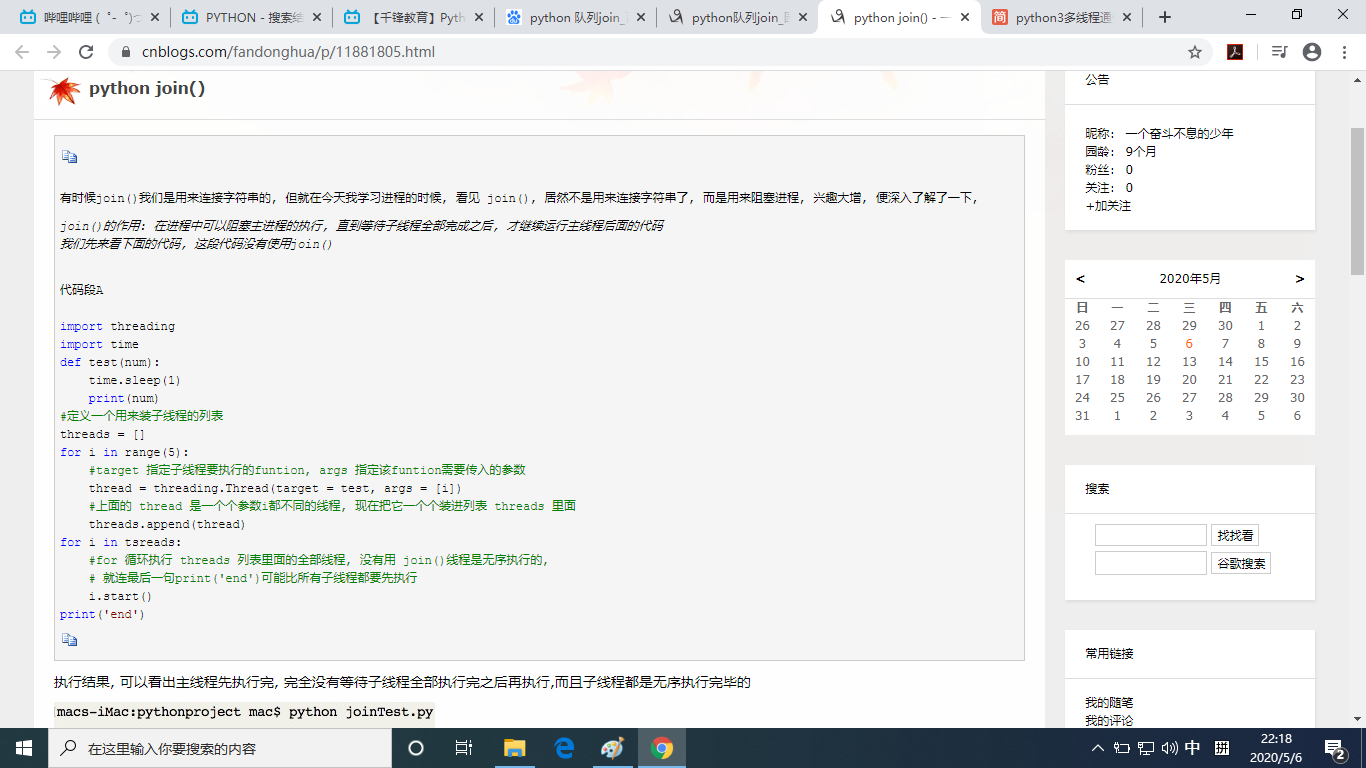 哔哩哔哩 ( ゜- ゜)つ
PYTHON - 搜索结
【千锋教育】Pyth
python 队列join_
python队列join_
python join() - 一
python3多线程通
cnblogs.com/fandonghua/p/11881805.html
python join()
有时候join()我们是用来连接字符串的, 但就在今天我学习进程的时候, 看见 join(), 居然不是用来连接字符串了, 而是用来阻塞进程, 兴趣大增, 便深入了解了一下,
join()的作用: 在进程中可以阻塞主进程的执行, 直到等待子线程全部完成之后, 才继续运行主线程后面的代码
我们先来看下面的代码, 这段代码没有使用join()
代码段A
import threading
import time
def test(num):
    time.sleep(1)
    print(num)
#定义一个用来装子线程的列表
threads = []
for i in range(5):
    #target 指定子线程要执行的funtion, args 指定该funtion需要传入的参数
    thread = threading.Thread(target = test, args = [i])
    #上面的 thread 是一个个参数i都不同的线程, 现在把它一个个装进列表 threads 里面
    threads.append(thread)
for i in tsreads:
    #for 循环执行 threads 列表里面的全部线程, 没有用 join()线程是无序执行的,
    # 就连最后一句print('end')可能比所有子线程都要先执行
    i.start()
print('end')
执行结果, 可以看出主线程先执行完, 完全没有等待子线程全部执行完之后再执行,而且子线程都是无序执行完毕的
macs-iMac:pythonproject mac$ python joinTest.py
公告
昵称: 一个奋斗不息的少年
园龄: 9个月
粉丝: 0
关注: 0
+加关注
< 2020年5月 >
日 一 二 三 四 五 六
26 27 28 29 30 1 2
3 4 5 6 7 8 9
10 11 12 13 14 15 16
17 18 19 20 21 22 23
24 25 26 27 28 29 30
31 1 2 3 4 5 6
搜索
找找看
谷歌搜索
常用链接
我的随笔
我的评论
在这里输入你要搜索的内容
中
拼
22:18
2020/5/6
2